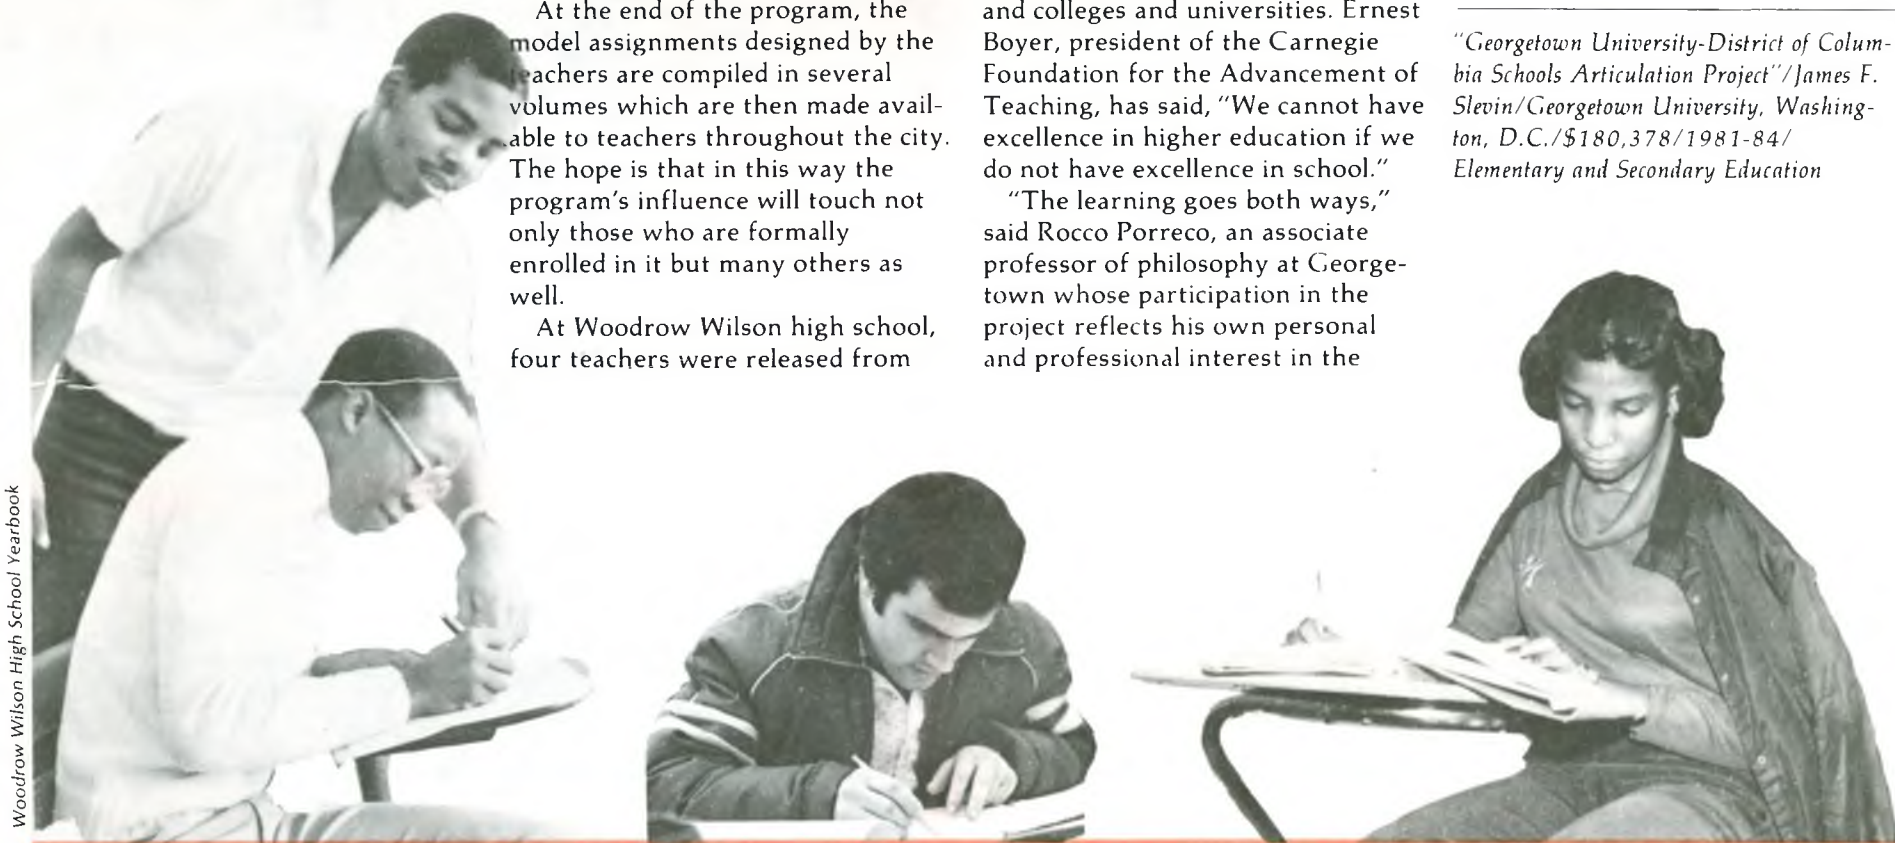 At the end of the program, the
model assignments designed by the
teachers are compiled in several
volumes which are then made avail-
able to teachers throughout the city.
The hope is that in this way the
program's influence will touch not
only those who are formally
enrolled in it but many others as
well.
At Woodrow Wilson high school,
four teachers were released from
and colleges and universities. Ernest
Boyer, president of the Carnegie
Foundation for the Advancement of
Teaching, has said, "We cannot have
excellence in higher education if we
do not have excellence in school."
"The learning goes both ways,"
said Rocco Porreco, an associate
professor of philosophy at George-
town whose participation in the
project reflects his own personal
and professional interest in the
"Georgetown University-District of Colum-
bia Schools Articulation Project"/James F.
Slevin/Georgetown University, Washing-
ton, D.C./$180,378/1981-84/
Elementary and Secondary Education
Woodrow Wilson High School Yearbook